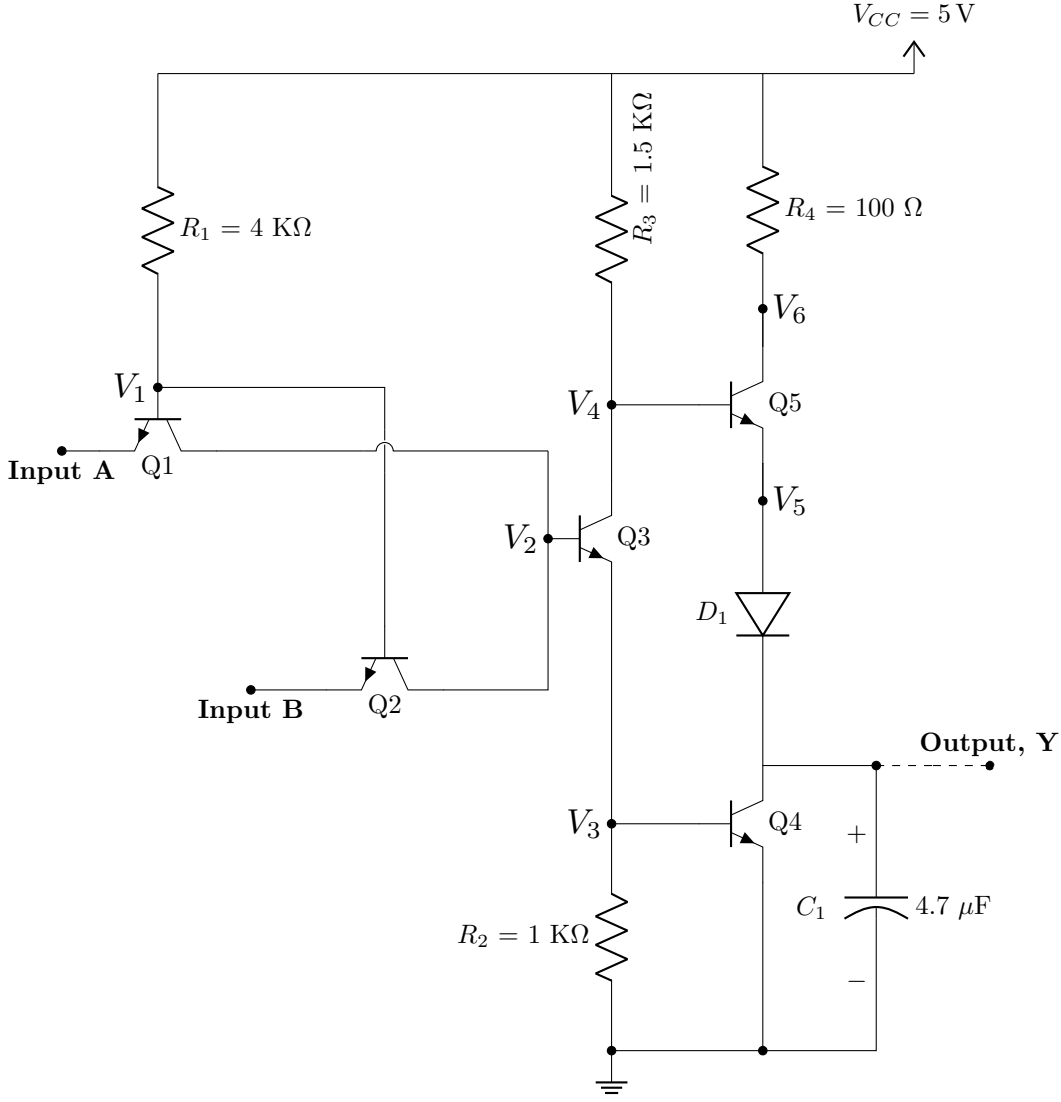 V_CC = 5 V
R_3 = 1.5 KΩ
R_1 = 4 KΩ
R_4 = 100 Ω
V_6
V_1
V_4
Q5
Input A
Q1
V_5
V_2
Q3
D_1
Input B
Q2
Output, Y
V_3
Q4
+
C_1
4.7 μF
R_2 = 1 KΩ
−